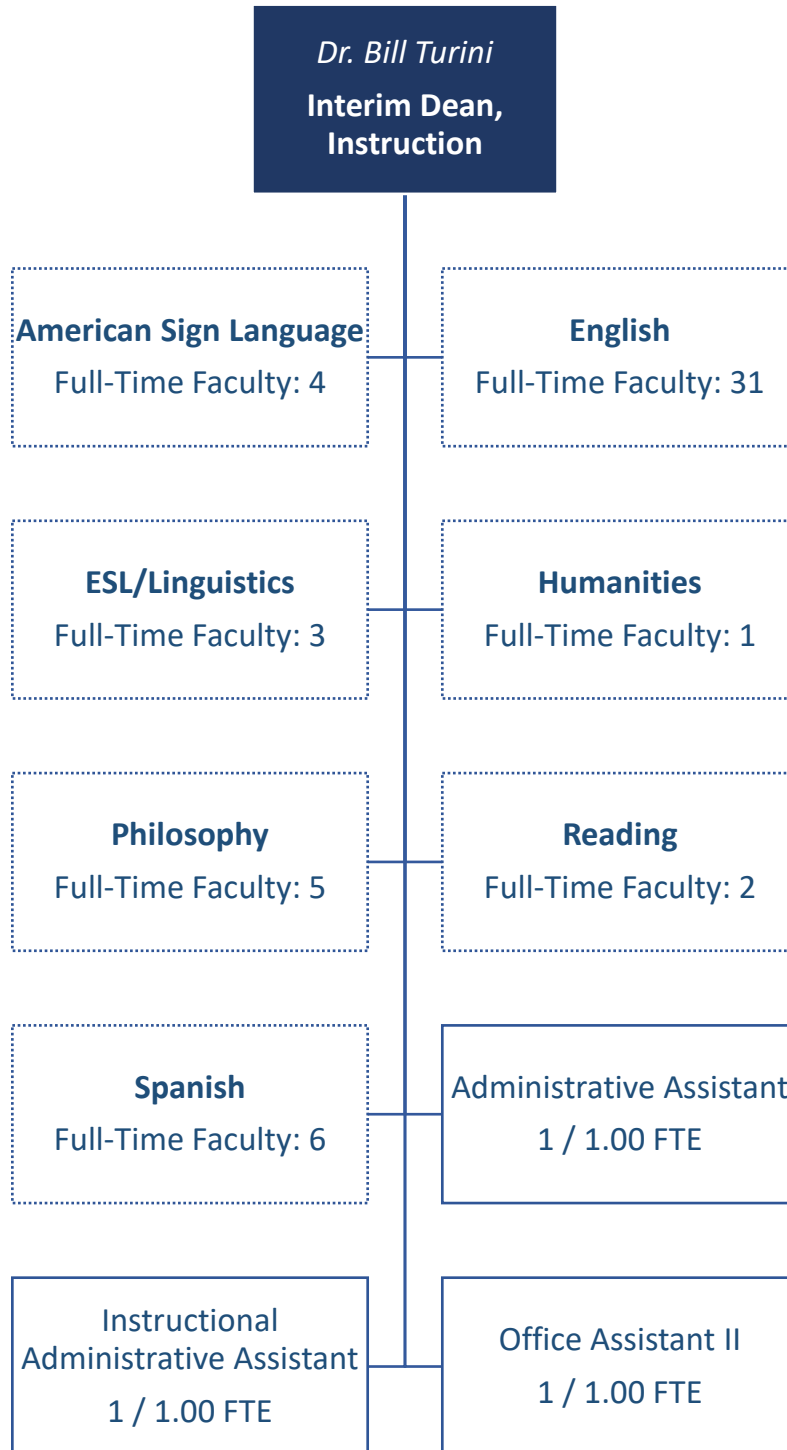 Dr. Bill Turini
Interim Dean,
Instruction
American Sign Language
Full-Time Faculty: 4
English
Full-Time Faculty: 31
ESL/Linguistics
Full-Time Faculty: 3
Humanities
Full-Time Faculty: 1
Philosophy
Full-Time Faculty: 5
Reading
Full-Time Faculty: 2
Spanish
Full-Time Faculty: 6
Administrative Assistant
1 / 1.00 FTE
Instructional
Administrative Assistant
1 / 1.00 FTE
Office Assistant II
1 / 1.00 FTE